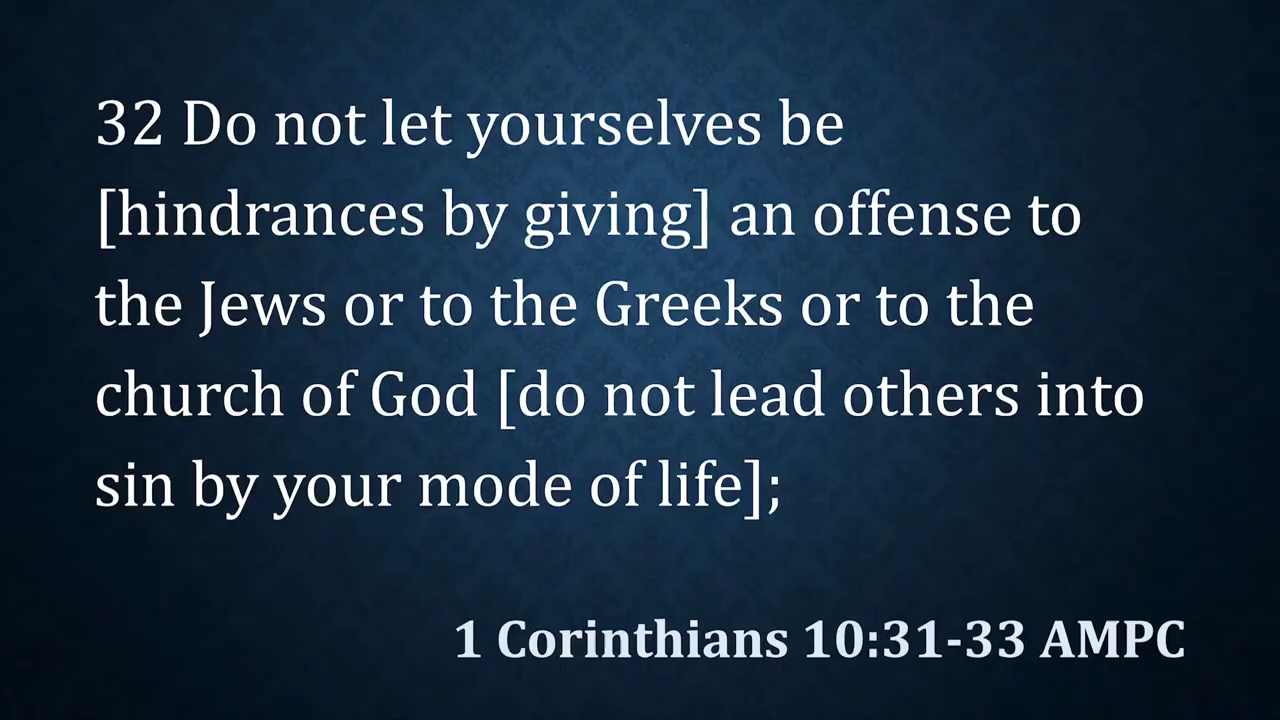 32 Do not let yourselves be
[hindrances by giving] an offense to
the Jews or to the Greeks or to the
church of God [do not lead others into
sin by your mode of life];
1 Corinthians 10:31-33 AMPC